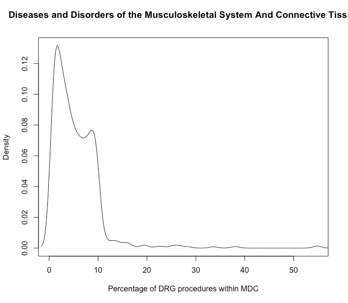 Diseases and Disorders of the Musculoskeletal System And Connective Tiss
0.12
0.10
0.08
0.06
0.04
0.02
0.00
Density
0 10 20 30 40 50
Percentage of DRG procedures within MDC